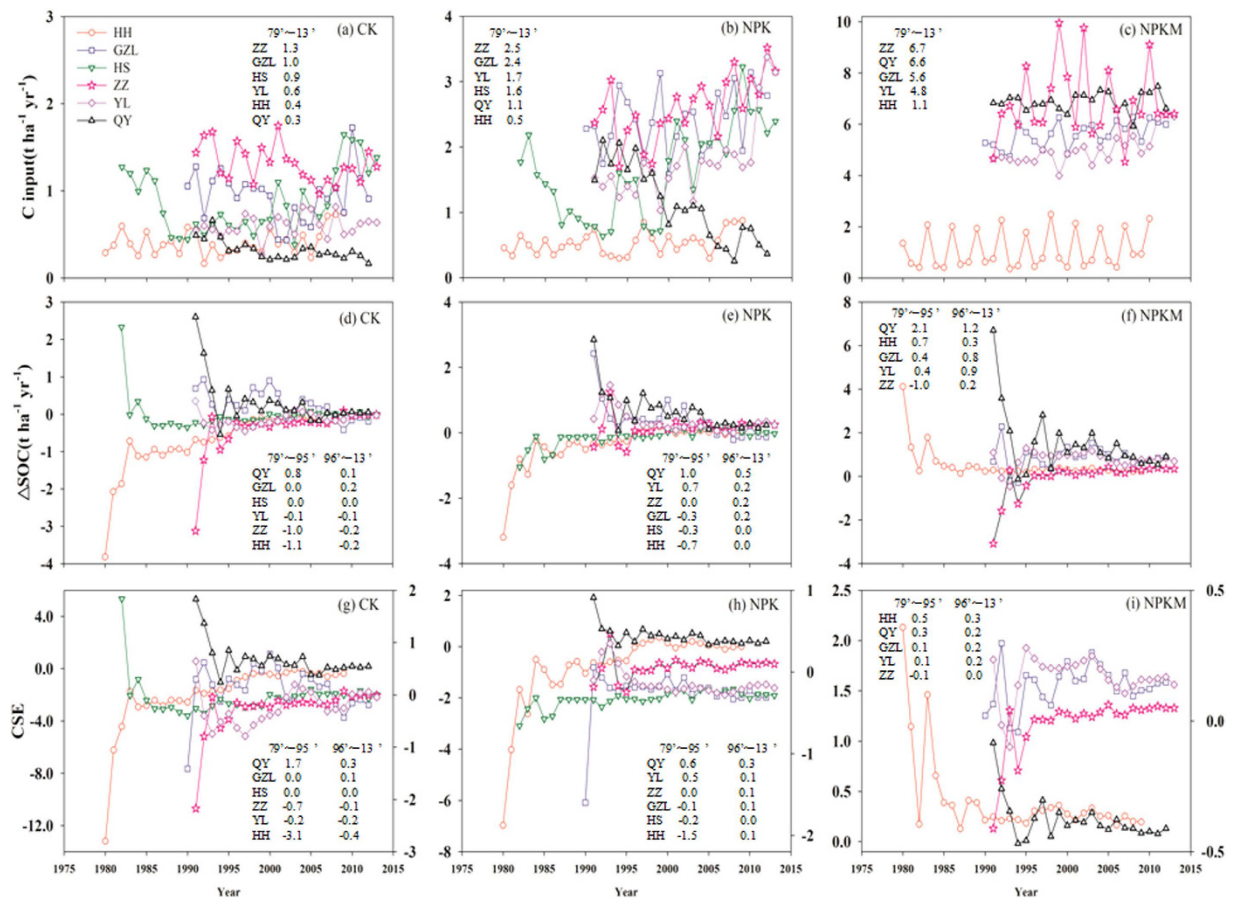 (a) CK
HH
GZL
HS
ZZ
YL
QY
79'~13'
ZZ 1.3
GZL 1.0
HS 0.9
YL 0.6
HH 0.4
QY 0.3
3
2
1
0
C input(t ha⁻¹ yr⁻¹)
(b) NPK
79'~13'
ZZ 2.5
GZL 2.4
YL 1.7
HS 1.6
QY 1.1
HH 0.5
4
3
2
1
0
(c) NPKM
79'~13'
ZZ 6.7
QY 6.6
GZL 5.6
YL 4.8
HH 1.1
10
8
6
4
2
0
(d) CK
3
2
1
0
-1
-2
-3
-4
△SOC(t ha⁻¹ yr⁻¹)
79'~95' 96'~13'
QY 0.8 0.1
GZL 0.0 0.2
HS 0.0 0.0
YL -0.1 -0.1
ZZ -1.0 -0.2
HH -1.1 -0.2
(e) NPK
4
2
0
-2
-4
79'~95' 96'~13'
QY 1.0 0.5
YL 0.7 0.2
ZZ 0.0 0.2
GZL -0.3 0.2
HS -0.3 0.0
HH -0.7 0.0
(f) NPKM
79'~95' 96'~13'
QY 2.1 1.2
HH 0.7 0.3
GZL 0.4 0.8
YL 0.4 0.9
ZZ -1.0 0.2
8
6
4
2
0
-2
-4
(g) CK
4.0
0.0
-4.0
-8.0
-12.0
CSE
2
1
0
-1
-2
-3
79'~95' 96'~13'
QY 1.7 0.3
GZL 0.0 0.1
HS 0.0 0.0
ZZ -0.7 -0.1
YL -0.2 -0.2
HH -3.1 -0.4
1975 1980 1985 1990 1995 2000 2005 2010 2015
Year
(h) NPK
2
0
-2
-4
-6
-8
1
0
-1
-2
79'~95' 96'~13'
QY 0.6 0.3
YL 0.5 0.1
ZZ 0.0 0.1
GZL -0.1 0.1
HS -0.2 0.0
HH -1.5 0.1
1975 1980 1985 1990 1995 2000 2005 2010 2015
Year
(i) NPKM
79'~95' 96'~13'
HH 0.5 0.3
QY 0.3 0.2
GZL 0.1 0.2
YL 0.1 0.2
ZZ -0.1 0.0
2.5
2.0
1.5
1.0
0.5
0.0
0.5
0.0
-0.5
1975 1980 1985 1990 1995 2000 2005 2010 2015
Year